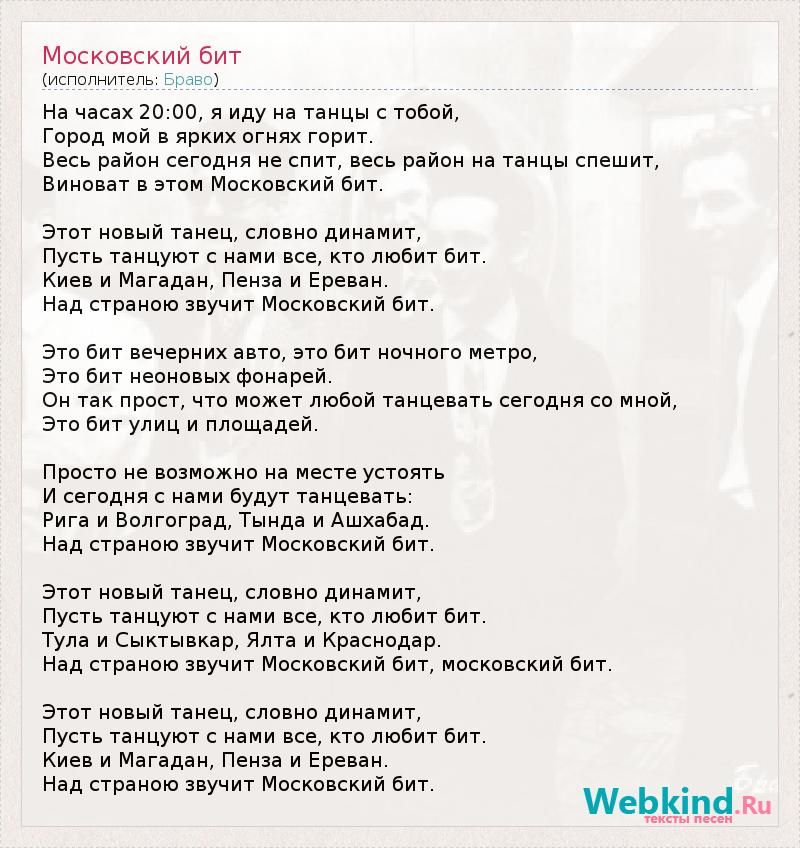 Московский бит
(исполнитель: Браво)
На часах 20:00, я иду на танцы с тобой,
Город мой в ярких огнях горит.
Весь район сегодня не спит, весь район на танцы спешит,
Виноват в этом Московский бит.

Этот новый танец, словно динамит,
Пусть танцуют с нами все, кто любит бит.
Киев и Магадан, Пенза и Ереван.
Над страною звучит Московский бит.

Это бит вечерних авто, это бит ночного метро,
Это бит неоновых фонарей.
Он так прост, что может любой танцевать сегодня со мной,
Это бит улиц и площадей.

Просто не возможно на месте устоять
И сегодня с нами будут танцевать:
Рига и Волгоград, Тында и Ашхабад.
Над страною звучит Московский бит.

Этот новый танец, словно динамит,
Пусть танцуют с нами все, кто любит бит.
Тула и Сыктывкар, Ялта и Краснодар.
Над страною звучит Московский бит, московский бит.

Этот новый танец, словно динамит,
Пусть танцуют с нами все, кто любит бит.
Киев и Магадан, Пенза и Ереван.
Над страною звучит Московский бит.
Webkind.Ru
тексты песен